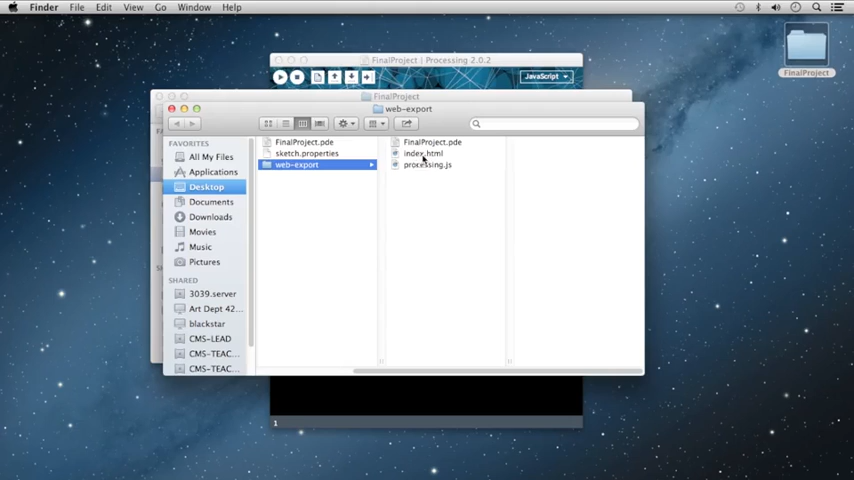 Finder File Edit View Go Window Help
FinalProject
FinalProject | Processing 2.0.2
JavaScript
FinalProject
web-export
FAVORITES
All My Files
Applications
Desktop
Documents
Downloads
Movies
Music
Pictures
SHARED
3039.server
Art Dept 42...
blackstar
CMS-LEAD
CMS-TEAC...
CMS-TEAC...
FinalProject.pde
sketch.properties
web-export
FinalProject.pde
index.html
processing.js
1